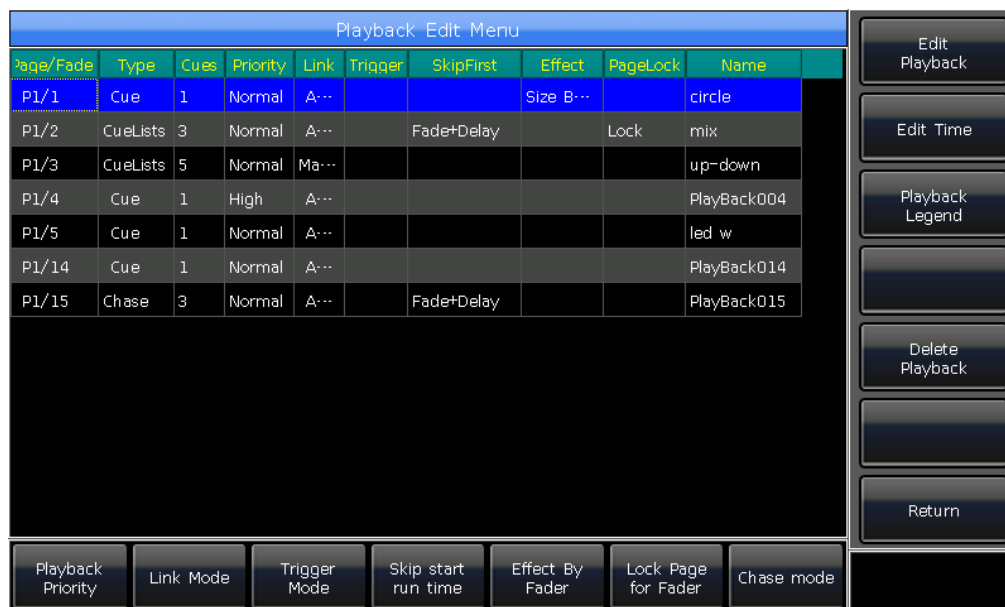 Playback Edit Menu
Page/Fade Type Cues Priority Link Trigger SkipFirst Effect PageLock Name
P1/1 Cue 1 Normal A··· Size B··· circle
P1/2 CueLists 3 Normal A··· Fade+Delay Lock mix
P1/3 CueLists 5 Normal Ma··· up-down
P1/4 Cue 1 High A··· PlayBack004
P1/5 Cue 1 Normal A··· led w
P1/14 Cue 1 Normal A··· PlayBack014
P1/15 Chase 3 Normal A··· Fade+Delay PlayBack015
Edit
Playback
Edit Time
Playback
Legend
Delete
Playback
Return
Playback
Priority
Link Mode
Trigger
Mode
Skip start
run time
Effect By
Fader
Lock Page
for Fader
Chase mode